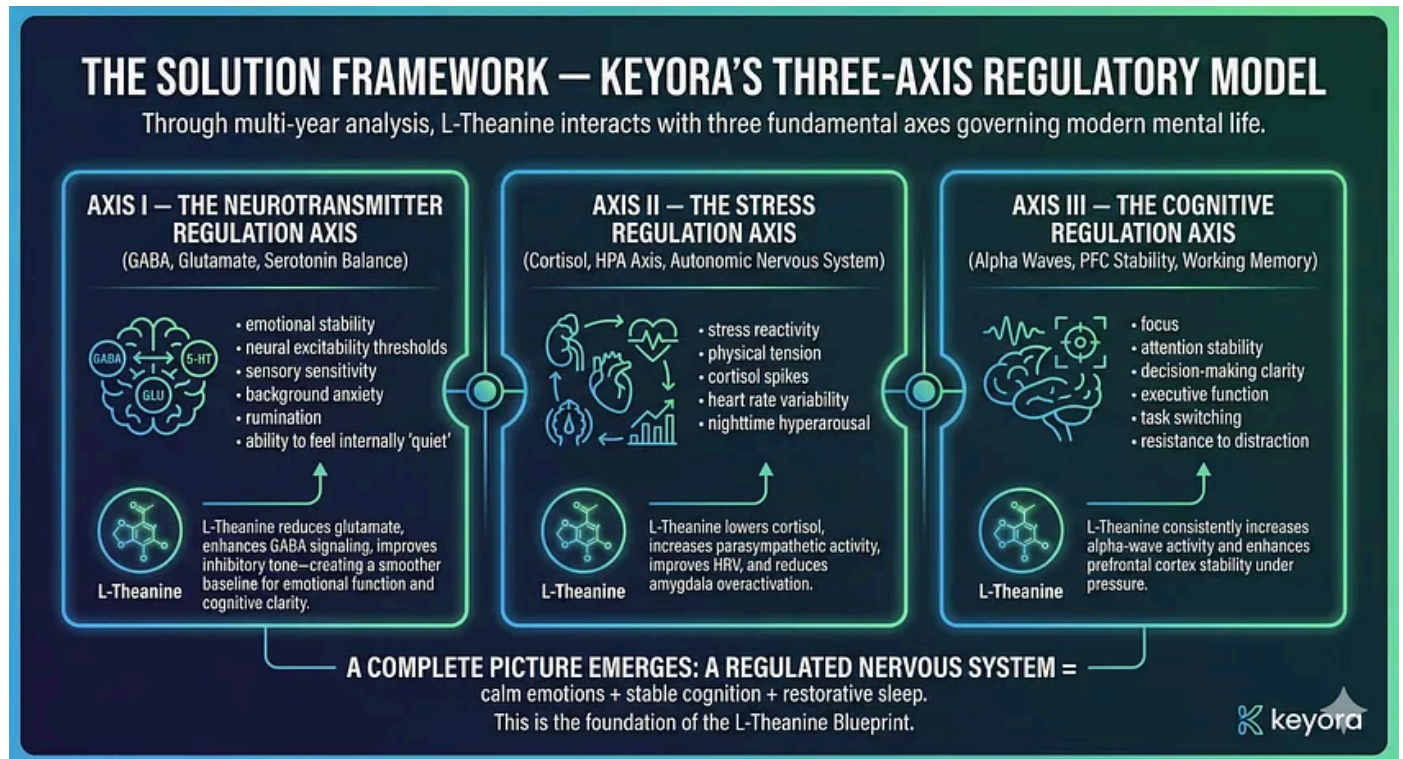 THE SOLUTION FRAMEWORK — KEYORA'S THREE-AXIS REGULATORY MODEL
Through multi-year analysis, L-Theanine interacts with three fundamental axes governing modern mental life.
AXIS I — THE NEUROTRANSMITTER
REGULATION AXIS
(GABA, Glutamate, Serotonin Balance)
GABA
5-HT
GLU
• emotional stability
• neural excitability thresholds
• sensory sensitivity
• background anxiety
• rumination
• ability to feel internally 'quiet'
L-Theanine
L-Theanine reduces glutamate,
enhances GABA signaling, improves
inhibitory tone—creating a smoother
baseline for emotional function and
cognitive clarity.
AXIS II — THE STRESS
REGULATION AXIS
(Cortisol, HPA Axis, Autonomic Nervous System)
• stress reactivity
• physical tension
• cortisol spikes
• heart rate variability
• nighttime hyperarousal
L-Theanine
L-Theanine lowers cortisol,
increases parasympathetic activity,
improves HRV, and reduces
amygdala overactivation.
AXIS III — THE COGNITIVE
REGULATION AXIS
(Alpha Waves, PFC Stability, Working Memory)
• focus
• attention stability
• decision-making clarity
• executive function
• task switching
• resistance to distraction
L-Theanine
L-Theanine consistently increases
alpha-wave activity and enhances
prefrontal cortex stability under
pressure.
A COMPLETE PICTURE EMERGES: A REGULATED NERVOUS SYSTEM =
calm emotions + stable cognition + restorative sleep.
This is the foundation of the L-Theanine Blueprint.
keyora